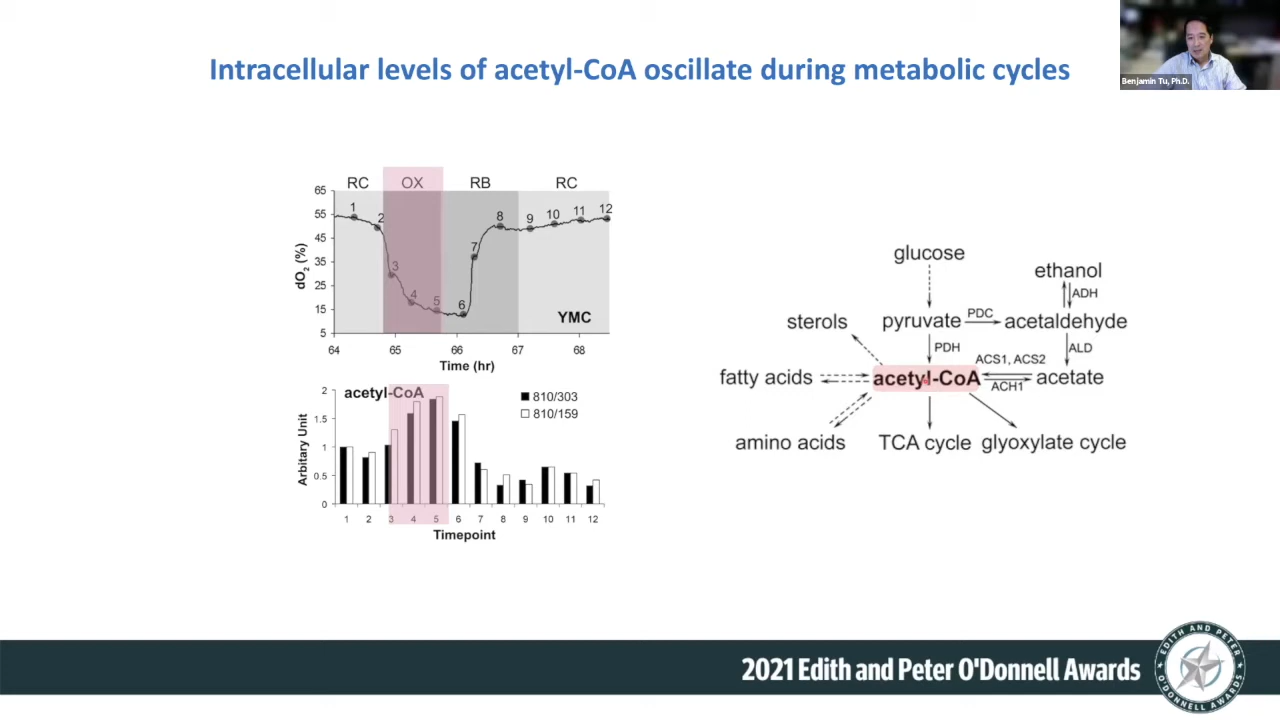 Intracellular levels of acetyl-CoA oscillate during metabolic cycles
Benjamin Tu, Ph.D.
RC OX RB RC
65
55
45
35
25
15
5
dO2 (%)
1
2
3
4
5
6
7
8
9
10
11
12
YMC
64 65 66 67 68
Time (hr)
acetyl-CoA
810/303
810/159
2
1.5
1
0.5
0
Arbitary Unit
1 2 3 4 5 6 7 8 9 10 11 12
Timepoint
glucose
ethanol
ADH
sterols
pyruvate
PDC
acetaldehyde
PDH
ALD
ACS1, ACS2
fatty acids
acetyl-CoA
ACH1
acetate
amino acids
TCA cycle
glyoxylate cycle
2021 Edith and Peter O'Donnell Awards
EDITH AND PETER
O'DONNELL AWARDS